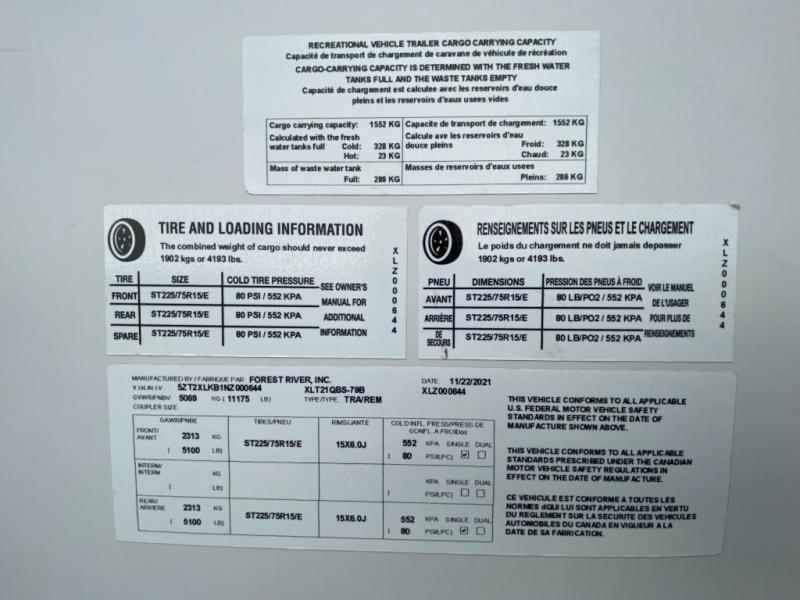 RECREATIONAL VEHICLE TRAILER CARGO CARRYING CAPACITY
Capacité de transport de chargement de caravane de véhicule de récréation
CARGO-CARRYING CAPACITY IS DETERMINED WITH THE FRESH WATER
TANKS FULL AND THE WASTE TANKS EMPTY
Capacité de chargement est calculee avec les reservoirs d'eau douce
pleins et les reservoirs d'eaux usees vides
Cargo carrying capacity: 1552 KG Capacite de transport de chargement: 1552 KG
Calculated with the fresh Calcule ave les reservoirs d'eau
water tanks full Cold: 328 KG douce pleins Froid: 328 KG
Hot: 23 KG Chaud: 23 KG
Mass of waste water tank Masses de reservoirs d'eaux usees
Full: 286 KG Pleins: 286 KG
TIRE AND LOADING INFORMATION
The combined weight of cargo should never exceed
1902 kgs or 4193 lbs.
XLZ000644
TIRE SIZE COLD TIRE PRESSURE SEE OWNER'S
FRONT ST225/75R15/E 80 PSI / 552 KPA MANUAL FOR
REAR ST225/75R15/E 80 PSI / 552 KPA ADDITIONAL
SPARE ST225/75R15/E 80 PSI / 552 KPA INFORMATION
RENSEIGNEMENTS SUR LES PNEUS ET LE CHARGEMENT
Le poids du chargement ne doit jamais depasser
1902 kgs or 4193 lbs.
XLZ000644
PNEU DIMENSIONS PRESSION DES PNEUS À FROID VOIR LE MANUEL
AVANT ST225/75R15/E 80 LB/PO2 / 552 KPA DE L'USAGER
ARRIÈRE ST225/75R15/E 80 LB/PO2 / 552 KPA POUR PLUS DE
DE SECOURS ST225/75R15/E 80 LB/PO2 / 552 KPA RENSEIGNEMENTS
MANUFACTURED BY / FABRIQUE PAR: FOREST RIVER, INC. DATE: 11/22/2021
V.I.N./N.I.V.: 5ZT2XLKB1NZ000644 XLT21QBS-79B XLZ000644
GVWR/PNBV: 5069 KG ( 11175 LB) TYPE/TYPE: TRA/REM
COUPLER SIZE:
GAWR/PNBE TIRES/PNEU RIMS/JANTE COLD INFL. PRESS/PRESS DE
GONFL. A FROID
FRONT/
AVANT 2313 KG ST225/75R15/E 15X6.0J 552 KPA SINGLE DUAL
( 5100 LB) ( 80 PSI/LPC)
INTERM/
INTERM KG KPA SINGLE DUAL
( LB) ( PSI/LPC)
REAR/
ARRIERE 2313 KG ST225/75R15/E 15X6.0J 552 KPA SINGLE DUAL
( 5100 LB) ( 80 PSI/LPC)
THIS VEHICLE CONFORMS TO ALL APPLICABLE
U.S. FEDERAL MOTOR VEHICLE SAFETY
STANDARDS IN EFFECT ON THE DATE OF
MANUFACTURE SHOWN ABOVE.
THIS VEHICLE CONFORMS TO ALL APPLICABLE
STANDARDS PRESCRIBED UNDER THE CANADIAN
MOTOR VEHICLE SAFETY REGULATIONS IN
EFFECT ON THE DATE OF MANUFACTURE.
CE VEHICULE EST CONFORME A TOUTES LES
NORMES dQUI LUI SONT APPLICABLES EN VERTU
DU REGLEMENT SUR LA SECURITE DES VEHICULES
AUTOMOBILES DU CANADA EN VIGUEUR A LA
DATE DE SA FABRICATION.